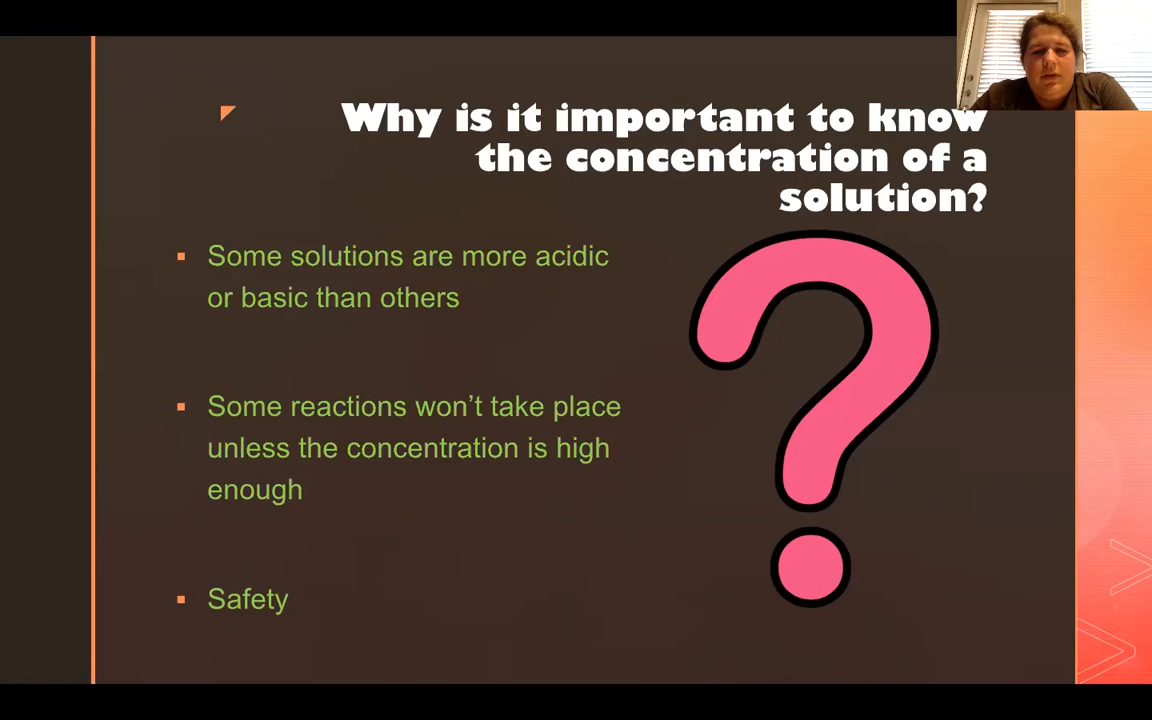 Why is it important to know
the concentration of a
solution?
Some solutions are more acidic
or basic than others
Some reactions won’t take place
unless the concentration is high
enough
Safety